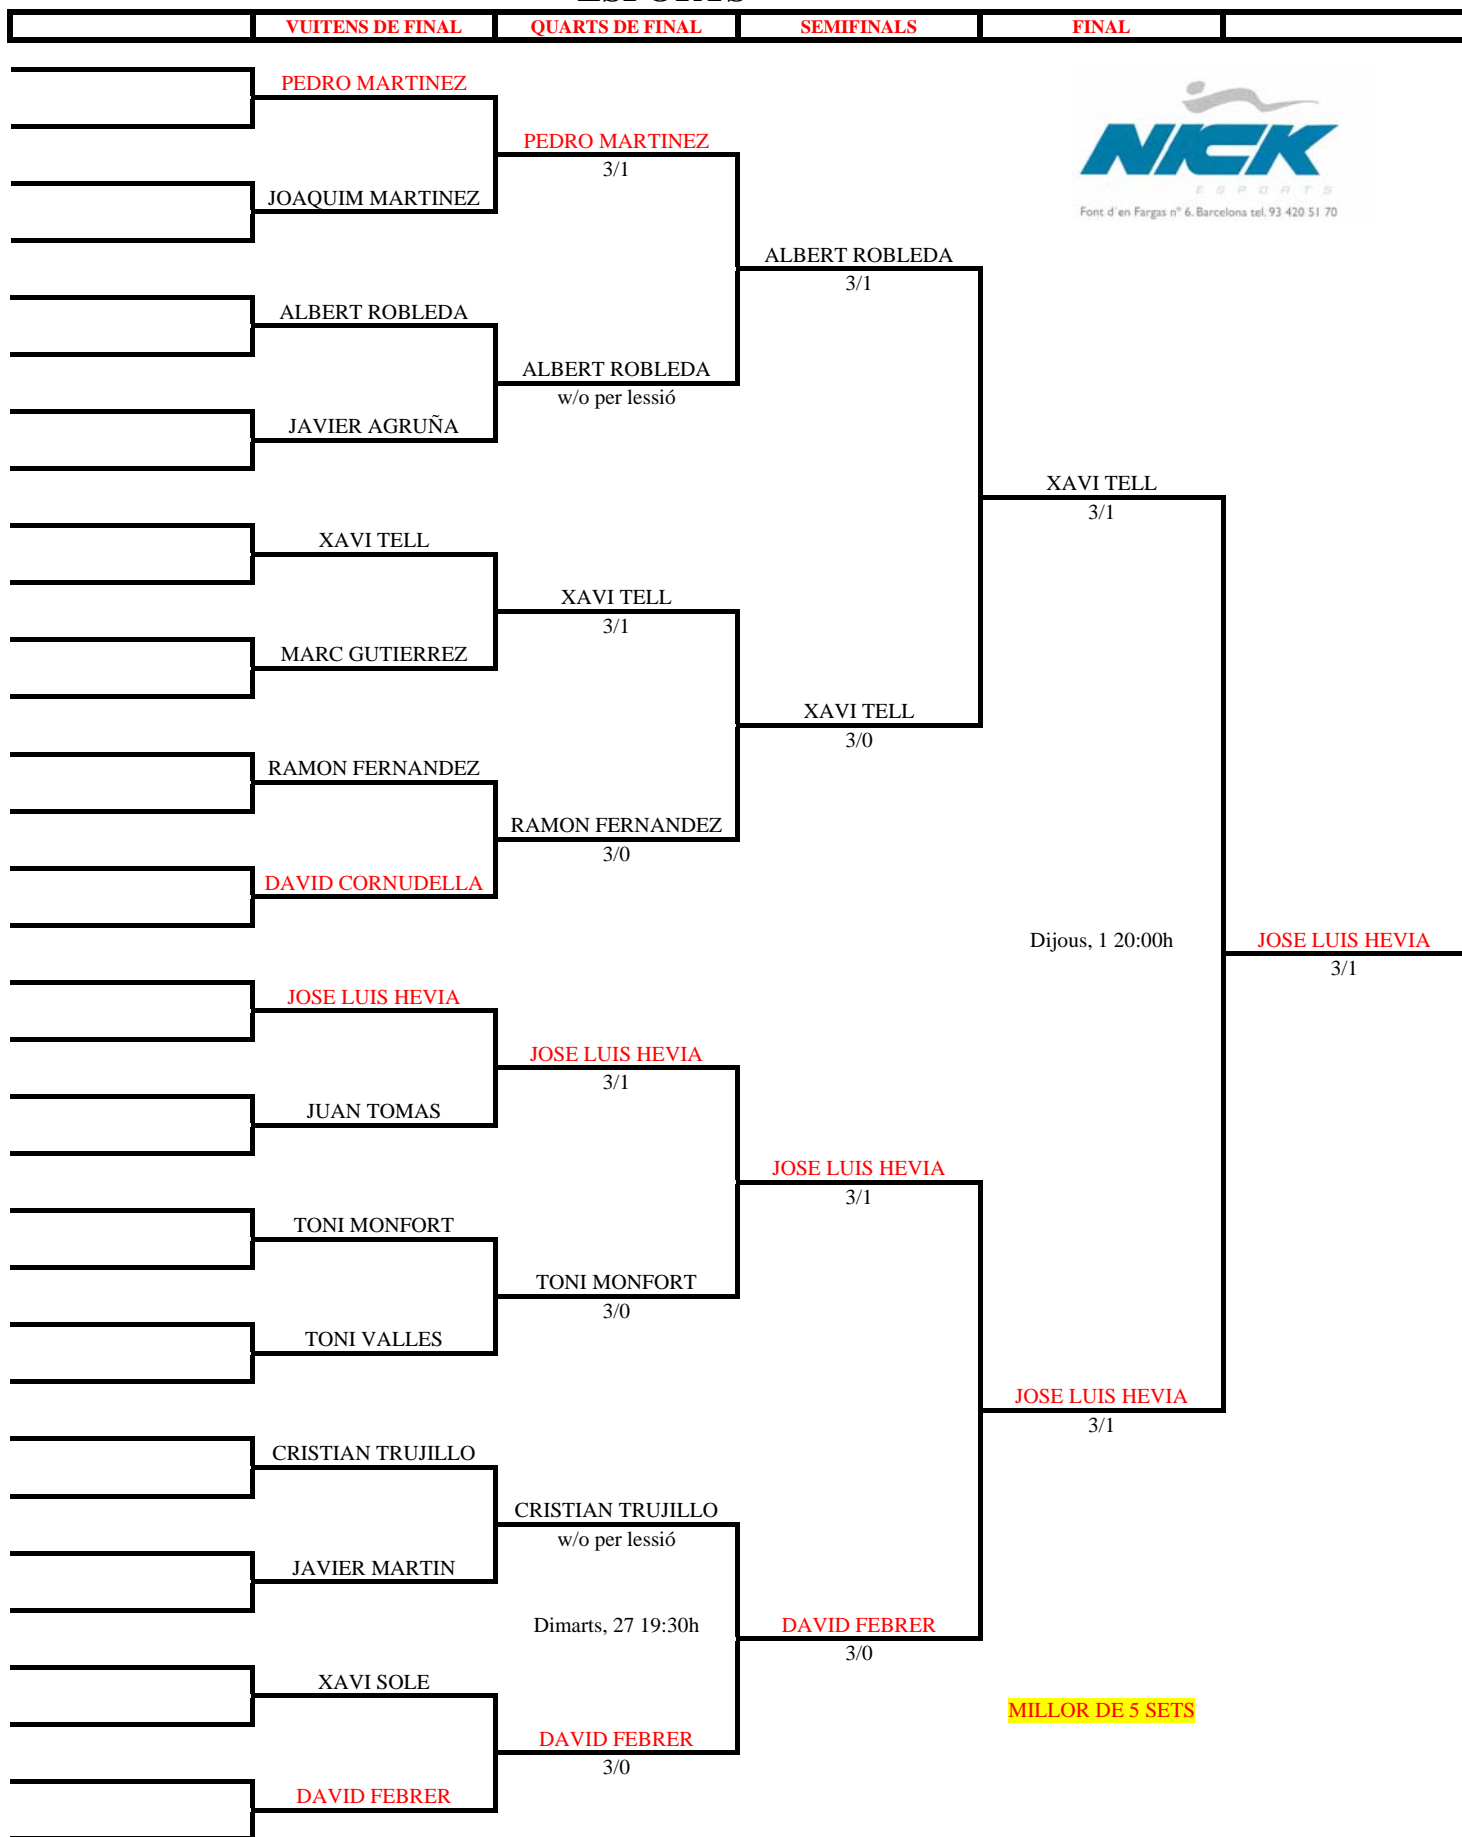 VUITENS DE FINAL QUARTS DE FINAL SEMIFINALS FINAL
PEDRO MARTINEZ
PEDRO MARTINEZ
3/1
JOAQUIM MARTINEZ
NICK
ESPORTS
Font d'en Fargas nº 6. Barcelona tel. 93 420 51 70
ALBERT ROBLEDA
3/1
ALBERT ROBLEDA
ALBERT ROBLEDA
w/o per lessió
JAVIER AGRUÑA
XAVI TELL
3/1
XAVI TELL
XAVI TELL
3/1
MARC GUTIERREZ
XAVI TELL
3/0
RAMON FERNANDEZ
RAMON FERNANDEZ
3/0
DAVID CORNUDELLA
Dijous, 1 20:00h JOSE LUIS HEVIA
3/1
JOSE LUIS HEVIA
JOSE LUIS HEVIA
3/1
JUAN TOMAS
JOSE LUIS HEVIA
3/1
TONI MONFORT
TONI MONFORT
3/0
TONI VALLES
JOSE LUIS HEVIA
3/1
CRISTIAN TRUJILLO
CRISTIAN TRUJILLO
w/o per lessió
JAVIER MARTIN
Dimarts, 27 19:30h DAVID FEBRER
3/0
XAVI SOLE
MILLOR DE 5 SETS
DAVID FEBRER
3/0
DAVID FEBRER